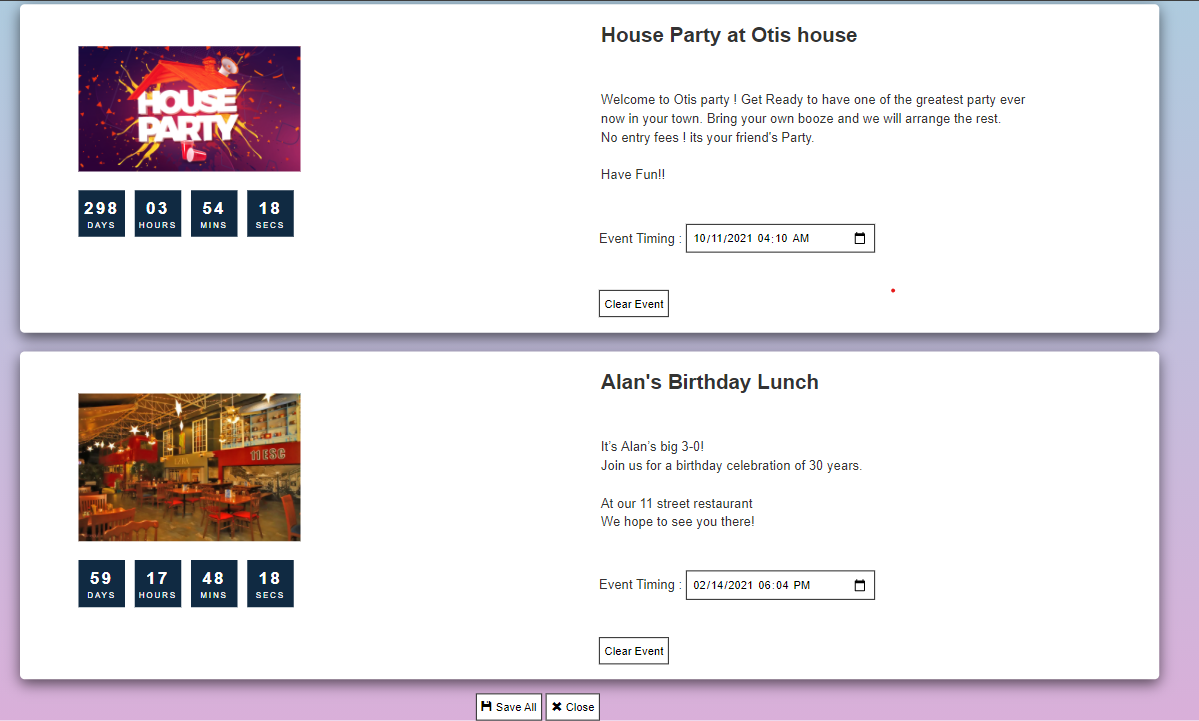 House Party at Otis house
HOUSE
PARTY
Welcome to Otis party ! Get Ready to have one of the greatest party ever
now in your town. Bring your own booze and we will arrange the rest.
No entry fees ! its your friend's Party.
Have Fun!!
298 03 54 18
DAYS HOURS MINS SECS
Event Timing : 10/11/2021 04:10 AM
Clear Event
Alan's Birthday Lunch
11ESC
It's Alan's big 3-0!
Join us for a birthday celebration of 30 years.
At our 11 street restaurant
We hope to see you there!
59 17 48 18
DAYS HOURS MINS SECS
Event Timing : 02/14/2021 06:04 PM
Clear Event
Save All Close